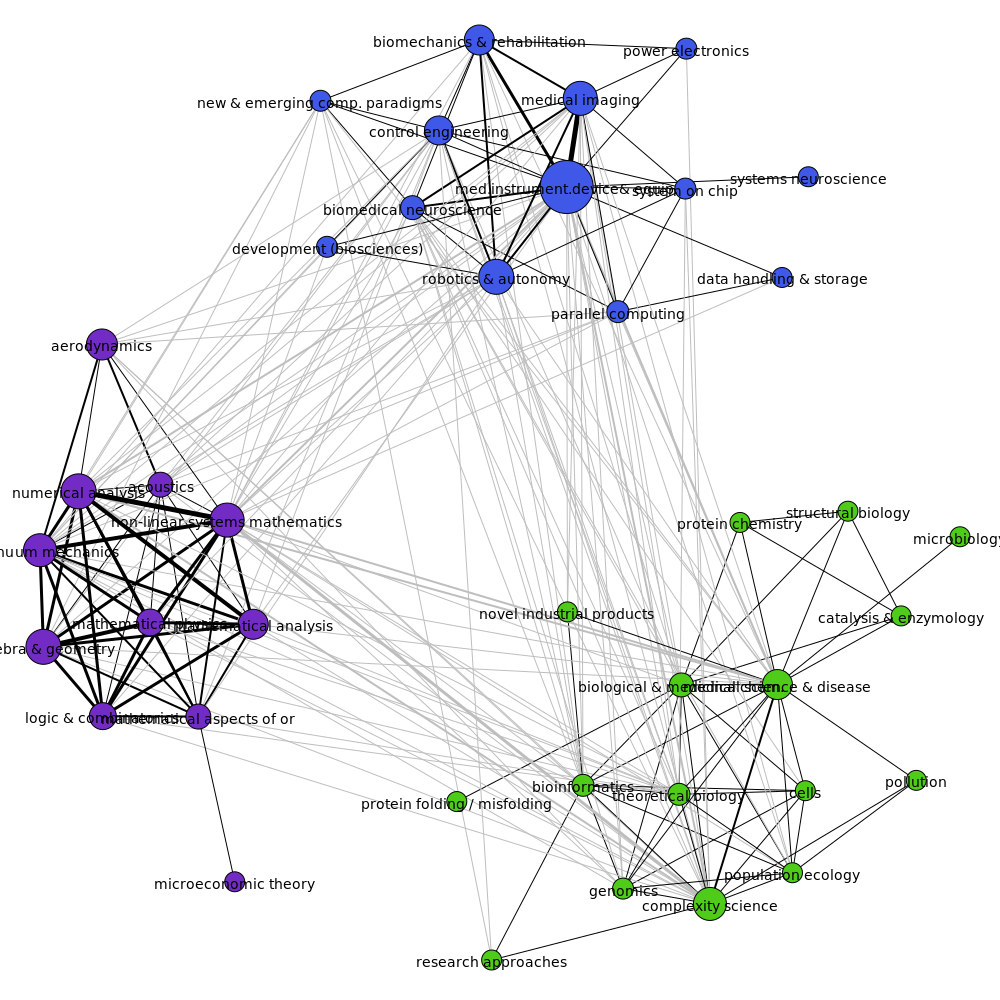 biomechanics & rehabilitation
power electronics
new & emerging comp. paradigms
medical imaging
control engineering
systems neuroscience
med.instrument.device& equip.
system on chip
biomedical neuroscience
development (biosciences)
robotics & autonomy
data handling & storage
parallel computing
aerodynamics
numerical analysis
acoustics
non-linear systems mathematics
structural biology
protein chemistry
microbiology
nuum mechanics
novel industrial products
catalysis & enzymology
mathematical physics
mathematical analysis
ebra & geometry
biological & medicinal chem.
medical science & disease
logic & combinatorics
mathematical aspects of or
bioinformatics
theoretical biology
cells
pollution
protein folding / misfolding
population ecology
microeconomic theory
genomics
complexity science
research approaches